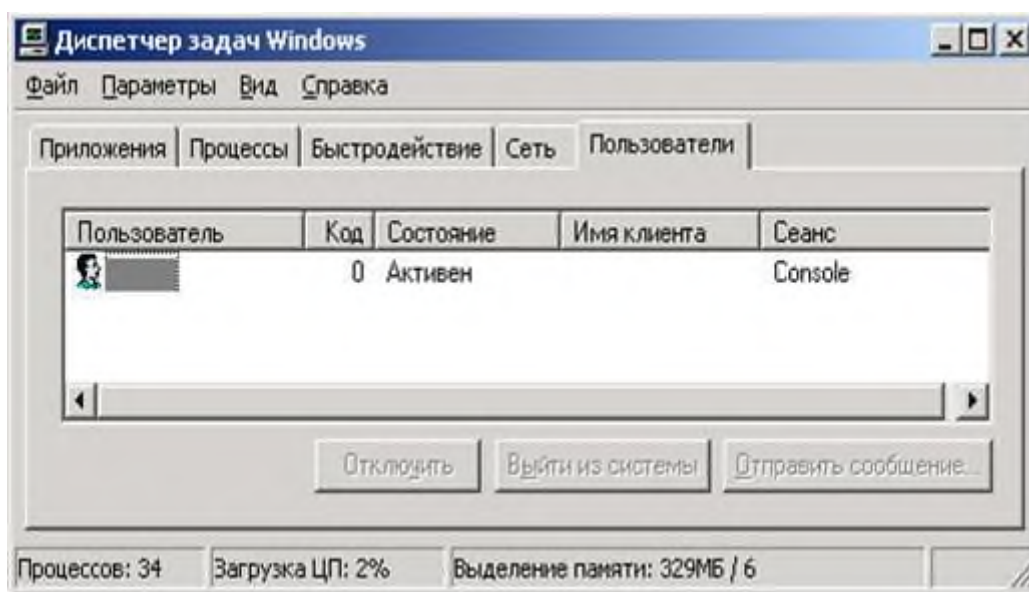 Диспетчер задач Windows
Файл Параметры Вид Справка
Приложения Процессы Быстродействие Сеть Пользователи
Пользователь Код Состояние Имя клиента Сеанс
0 Активен Console
Отключить Выйти из системы Отправить сообщение...
Процессов: 34 Загрузка ЦП: 2% Выделение памяти: 329МБ / 6